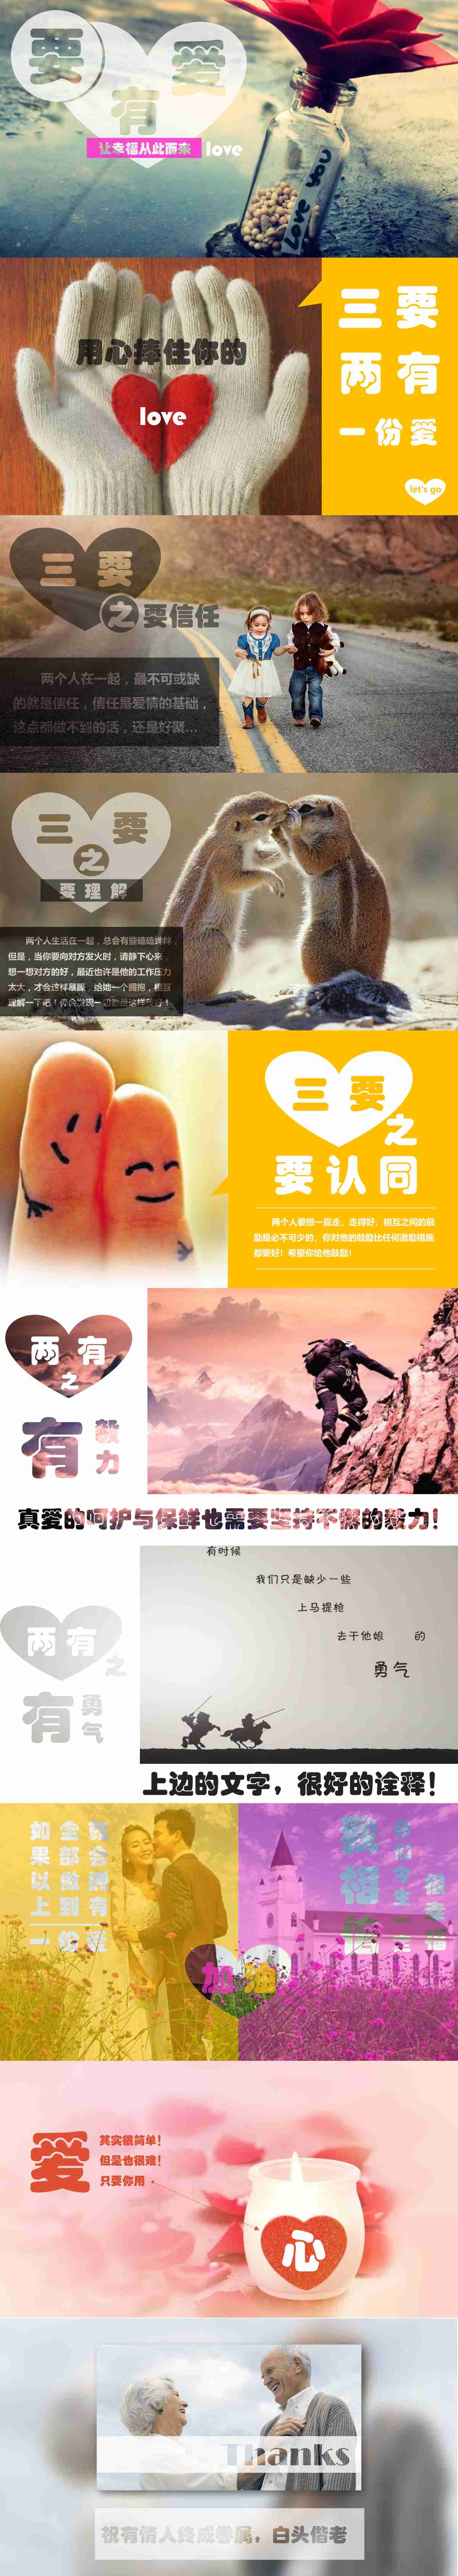 要有爱
让幸福从此而来 love
Love you
用心捧住你的
love
三要
两有
一份爱
let's go
三要
之要信任
两个人在一起，最不可或缺
的就是信任，信任是爱情的基础，
这点都做不到的话，还是好聚...
三要
之
要理解
两个人生活在一起，总会有些磕磕绊绊，
但是，当你要向对方发火时，请静下心来，
想一想对方的好，最近也许是他的工作压力
太大，才会这样暴躁，给她一个拥抱，相互
理解一下吧！你会发现一切
三要
之
要认同
两个人要想一直走，走得好，相互之间的鼓
励是必不可少的，你对他的鼓励比任何激励措施
都要好！希望你给他鼓励！
两有
之
有毅力
真爱的呵护与保鲜也需要坚持不懈的毅力！
有时候
我们只是缺少一些
上马提枪
去干他娘 的
勇气
两有
之
有勇气
上边的文字，很好的诠释！
如果以上
全部做到
就会拥有
一份爱
加油
爱
其实很简单！
但是也很难！
只要你用
心
Thanks
祝有情人终成眷属，白头偕老